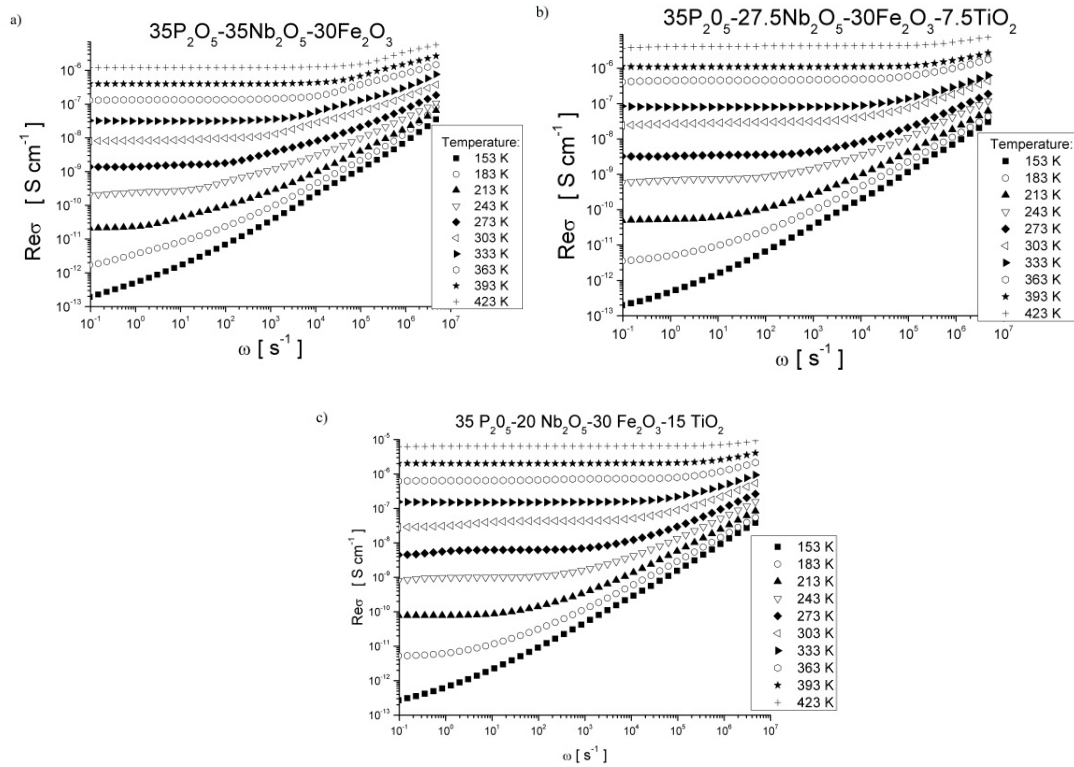 a)
35P₂O₅-35Nb₂O₅-30Fe₂O₃
10⁻⁶
10⁻⁷
10⁻⁸
10⁻⁹
10⁻¹⁰
10⁻¹¹
10⁻¹²
10⁻¹³
Reσ [ S cm⁻¹]
10⁻¹ 10⁰ 10¹ 10² 10³ 10⁴ 10⁵ 10⁶ 10⁷
ω [ s⁻¹]
Temperature:
153 K
183 K
213 K
243 K
273 K
303 K
333 K
363 K
393 K
423 K
b)
35P₂0₅-27.5Nb₂O₅-30Fe₂O₃-7.5TiO₂
10⁻⁶
10⁻⁷
10⁻⁸
10⁻⁹
10⁻¹⁰
10⁻¹¹
10⁻¹²
10⁻¹³
Reσ [ S cm⁻¹]
10⁻¹ 10⁰ 10¹ 10² 10³ 10⁴ 10⁵ 10⁶ 10⁷
ω [ s⁻¹]
Temperature:
153 K
183 K
213 K
243 K
273 K
303 K
333 K
363 K
393 K
423 K
c)
35 P₂0₅-20 Nb₂O₅-30 Fe₂O₃-15 TiO₂
10⁻⁵
10⁻⁶
10⁻⁷
10⁻⁸
10⁻⁹
10⁻¹⁰
10⁻¹¹
10⁻¹²
10⁻¹³
Reσ [ S cm⁻¹]
10⁻¹ 10⁰ 10¹ 10² 10³ 10⁴ 10⁵ 10⁶ 10⁷
ω [ s⁻¹]
153 K
183 K
213 K
243 K
273 K
303 K
333 K
363 K
393 K
423 K